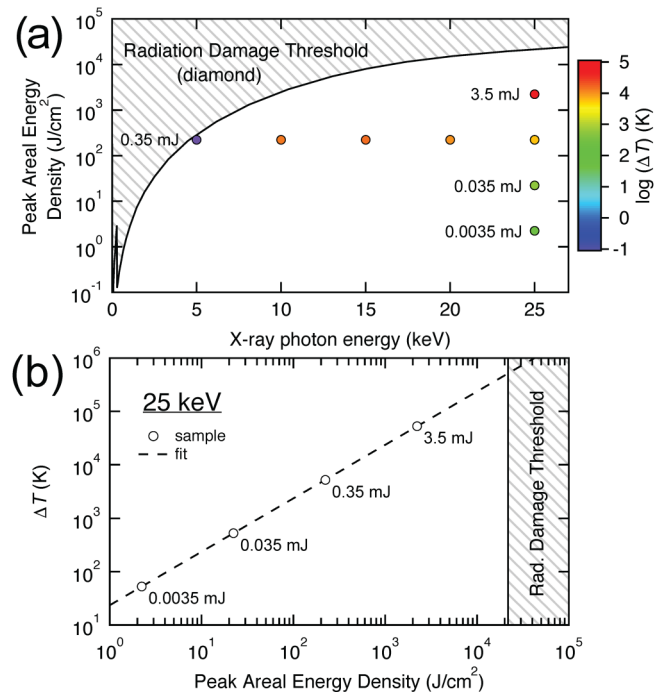 (a)
10^5
10^4
10^3
10^2
10^1
10^0
10^-1
Peak Areal Energy
Density (J/cm^2)
Radiation Damage Threshold
(diamond)
0.35 mJ
3.5 mJ
0.035 mJ
0.0035 mJ
0 5 10 15 20 25
X-ray photon energy (keV)
5
4
3
2
1
0
-1
log (ΔT) (K)
(b)
10^6
10^5
10^4
10^3
10^2
10^1
ΔT (K)
25 keV
sample
fit
3.5 mJ
0.35 mJ
0.035 mJ
0.0035 mJ
Rad. Damage Threshold
10^0 10^1 10^2 10^3 10^4 10^5
Peak Areal Energy Density (J/cm^2)